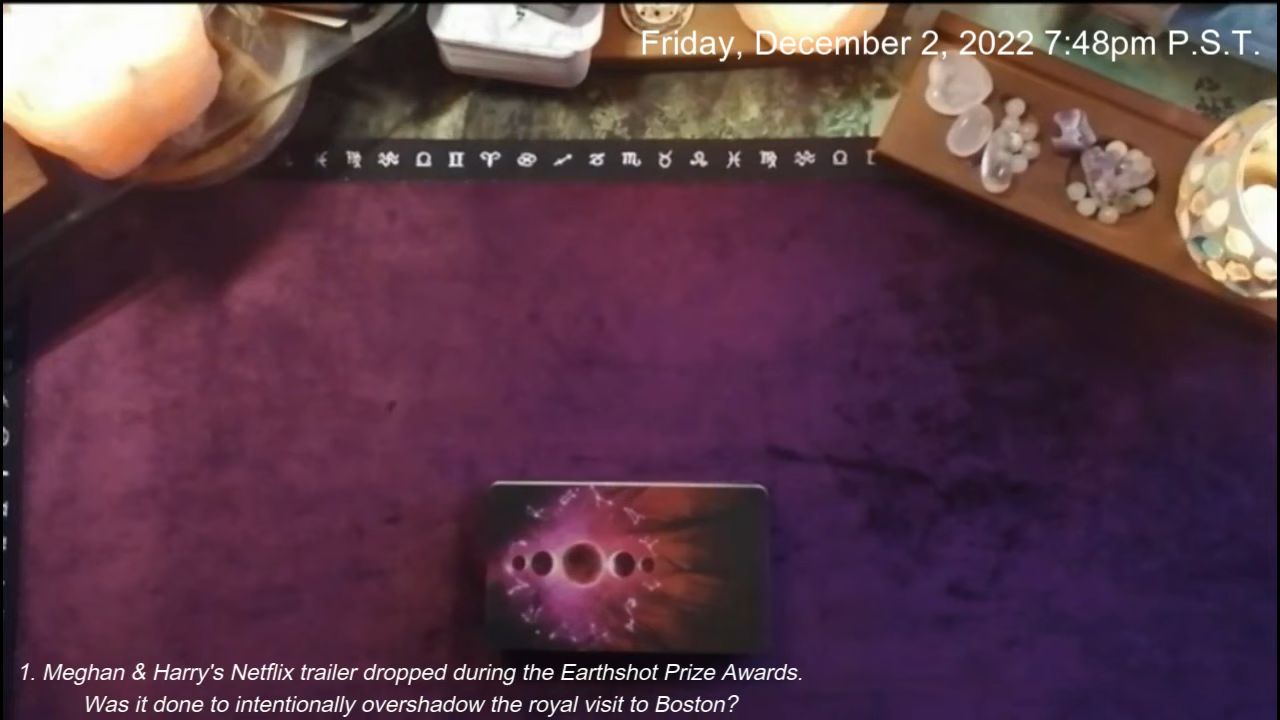 Friday, December 2, 2022 7:48pm P.S.T.
1. Meghan & Harry's Netflix trailer dropped during the Earthshot Prize Awards.
Was it done to intentionally overshadow the royal visit to Boston?